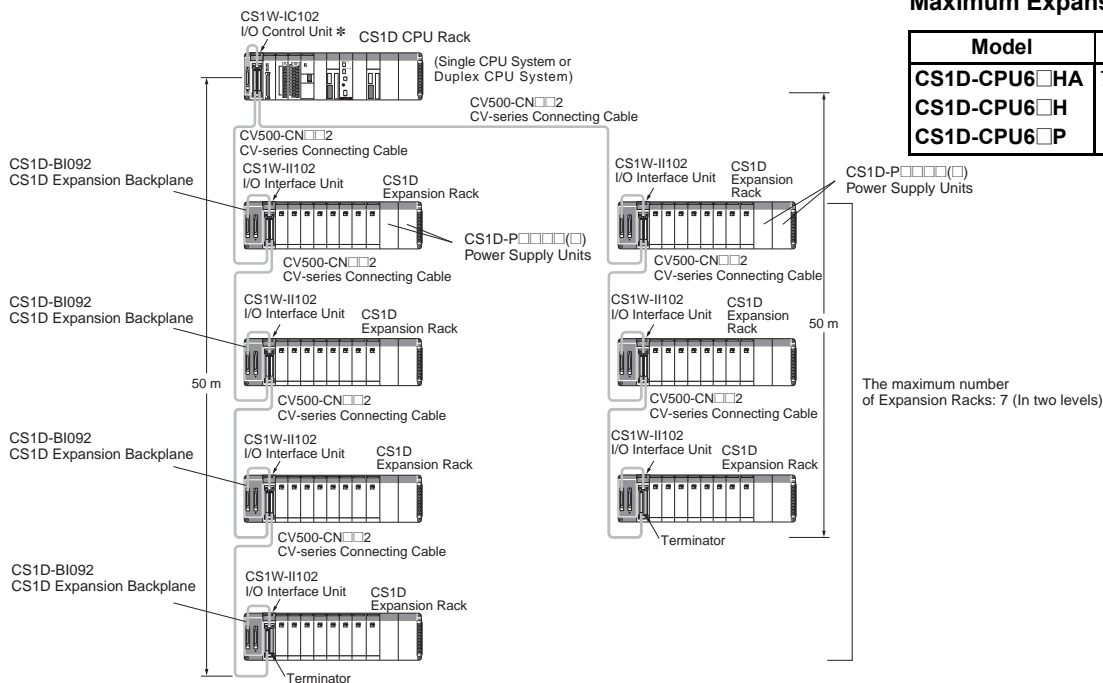 CS1W-IC102
I/O Control Unit *
CS1D CPU Rack
(Single CPU System or
Duplex CPU System)
CV500-CN□□2
CV-series Connecting Cable
CV500-CN□□2
CV-series Connecting Cable
Maximum Expans
Model
CS1D-CPU6□HA
CS1D-CPU6□H
CS1D-CPU6□P
CS1D-BI092
CS1D Expansion Backplane
CS1W-II102
I/O Interface Unit
CS1D
Expansion Rack
CS1D-P□□□□(□)
Power Supply Units
CV500-CN□□2
CV-series Connecting Cable
CS1W-II102
I/O Interface Unit
CS1D
Expansion
Rack
CS1D-P□□□□(□)
Power Supply Units
CV500-CN□□2
CV-series Connecting Cable
CS1D-BI092
CS1D Expansion Backplane
CS1W-II102
I/O Interface Unit
CS1D
Expansion Rack
CV500-CN□□2
CV-series Connecting Cable
CS1W-II102
I/O Interface Unit
CS1D
Expansion
Rack
50 m
CV500-CN□□2
CV-series Connecting Cable
50 m
The maximum number
of Expansion Racks: 7 (In two levels)
CS1D-BI092
CS1D Expansion Backplane
CS1W-II102
I/O Interface Unit
CS1D
Expansion Rack
CV500-CN□□2
CV-series Connecting Cable
CS1W-II102
I/O Interface Unit
CS1D
Expansion Rack
Terminator
CS1D-BI092
CS1D Expansion Backplane
CS1W-II102
I/O Interface Unit
CS1D
Expansion Rack
Terminator